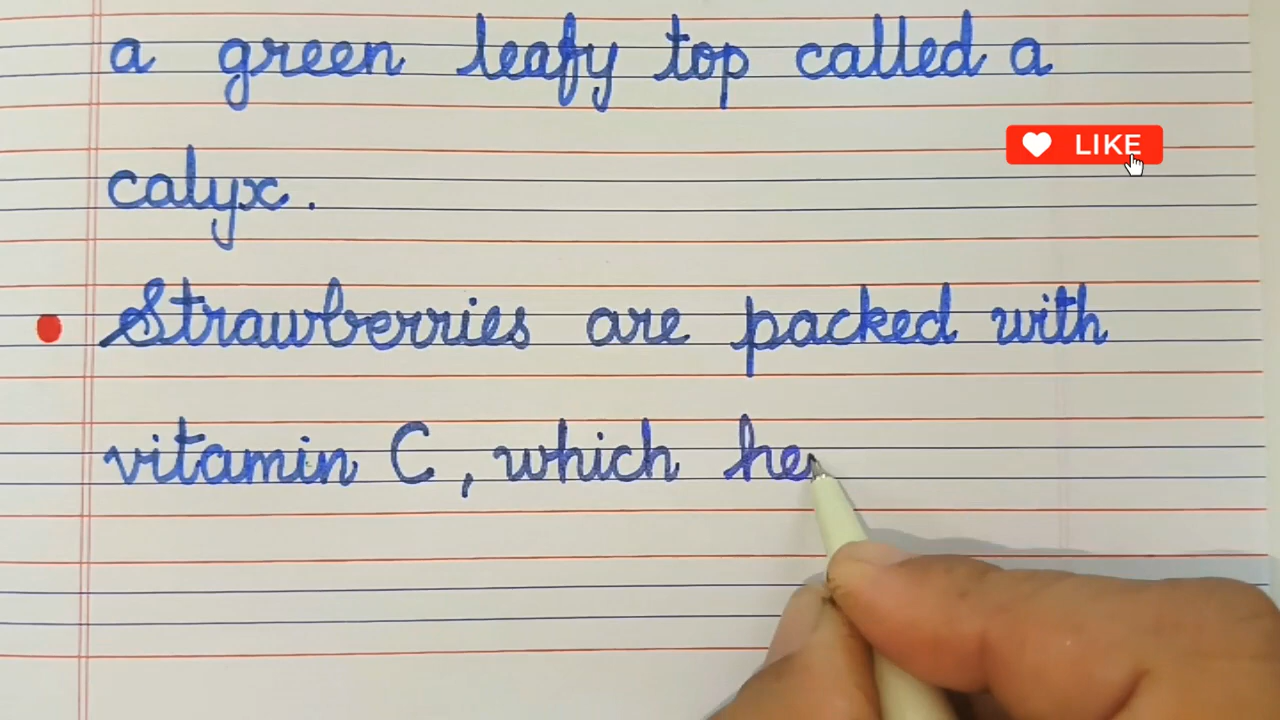 a green leafy top called a
LIKE
calyx.
Strawberries are packed with
vitamin C, which he